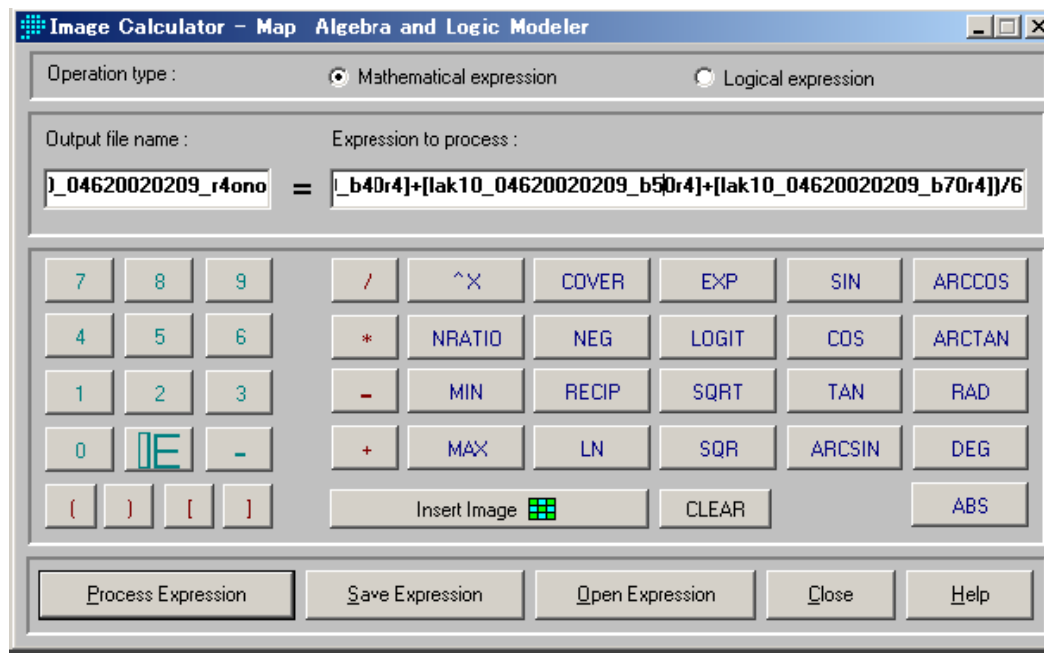 Image Calculator - Map Algebra and Logic Modeler
Operation type : Mathematical expression Logical expression
Output file name : Expression to process :
)_04620020209_r4ono = _b40r4]+[lak10_04620020209_b50r4]+[lak10_04620020209_b70r4])/6
7 8 9 / ^X COVER EXP SIN ARCCOS
4 5 6 * NRATIO NEG LOGIT COS ARCTAN
1 2 3 - MIN RECIP SQRT TAN RAD
0 - + MAX LN SQR ARCSIN DEG
( ) [ ] Insert Image CLEAR ABS
Process Expression Save Expression Open Expression Close Help